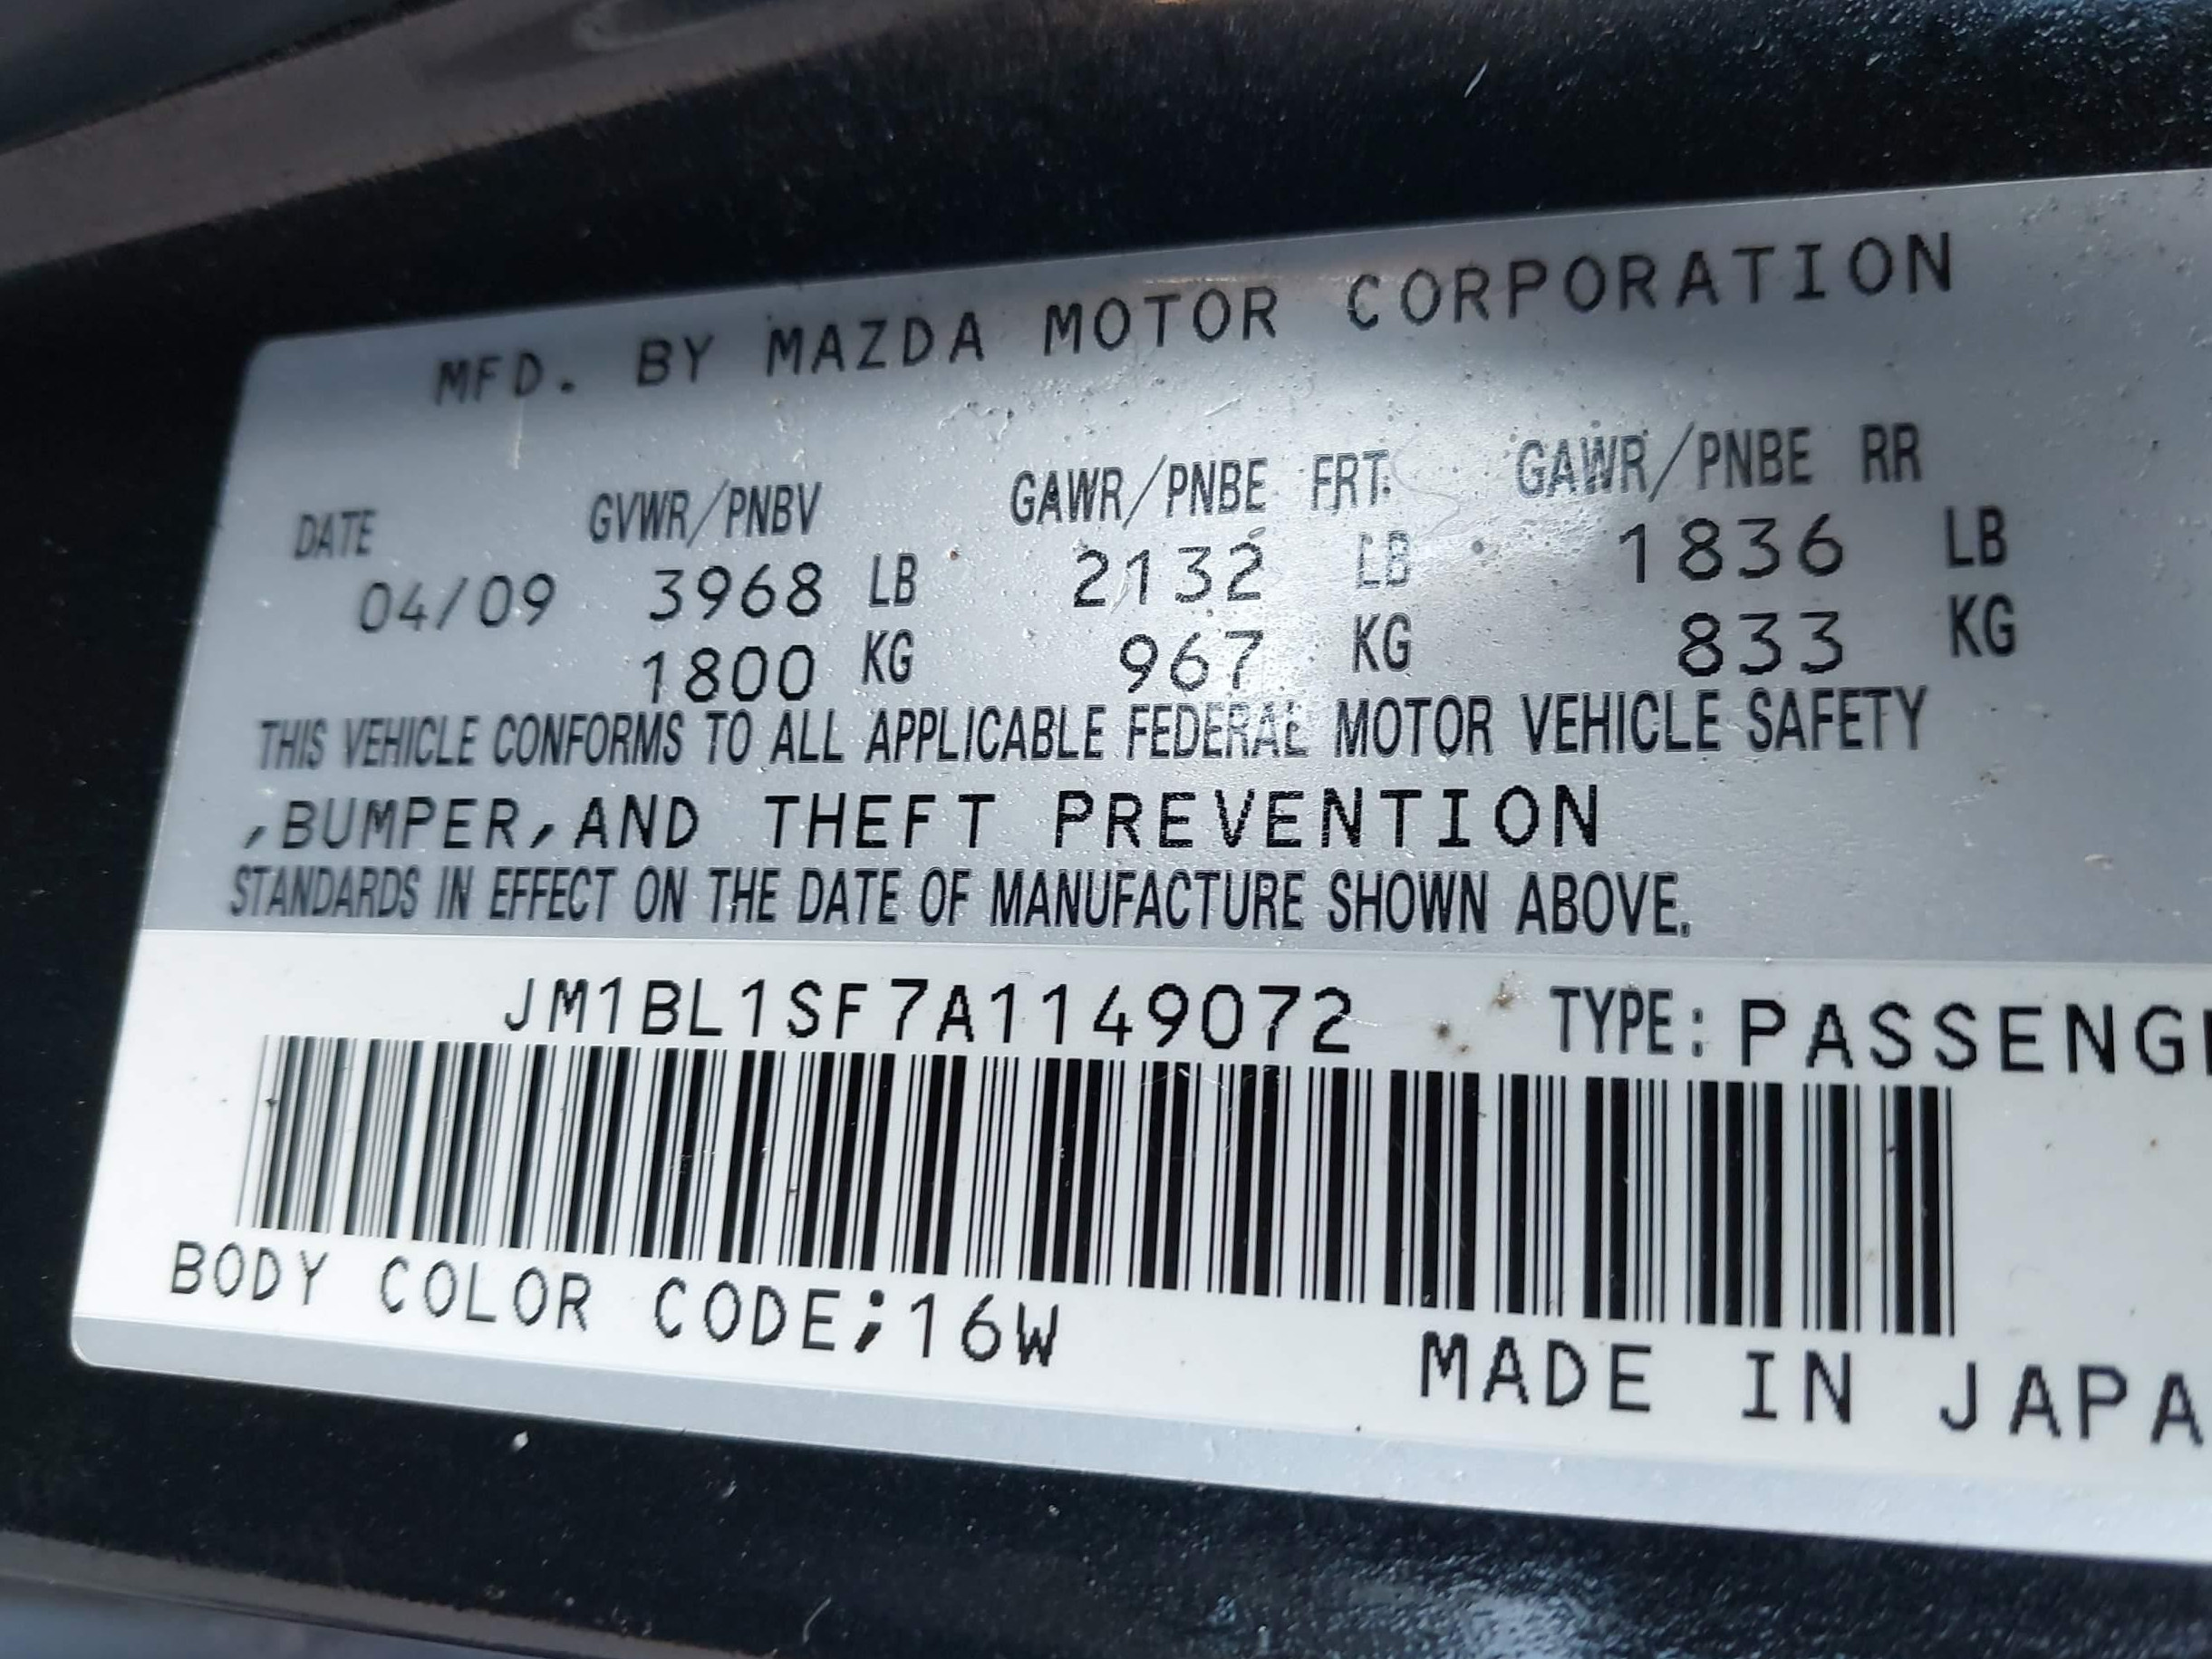 MFD. BY MAZDA MOTOR CORPORATION
DATE GVWR/PNBV GAWR/PNBE FRT. GAWR/PNBE RR
04/09 3968 LB 2132 LB 1836 LB
1800 KG 967 KG 833 KG
THIS VEHICLE CONFORMS TO ALL APPLICABLE FEDERAL MOTOR VEHICLE SAFETY
,BUMPER,AND THEFT PREVENTION
STANDARDS IN EFFECT ON THE DATE OF MANUFACTURE SHOWN ABOVE.
JM1BL1SF7A1149072 TYPE: PASSENG
BODY COLOR CODE;16W
MADE IN JAPA